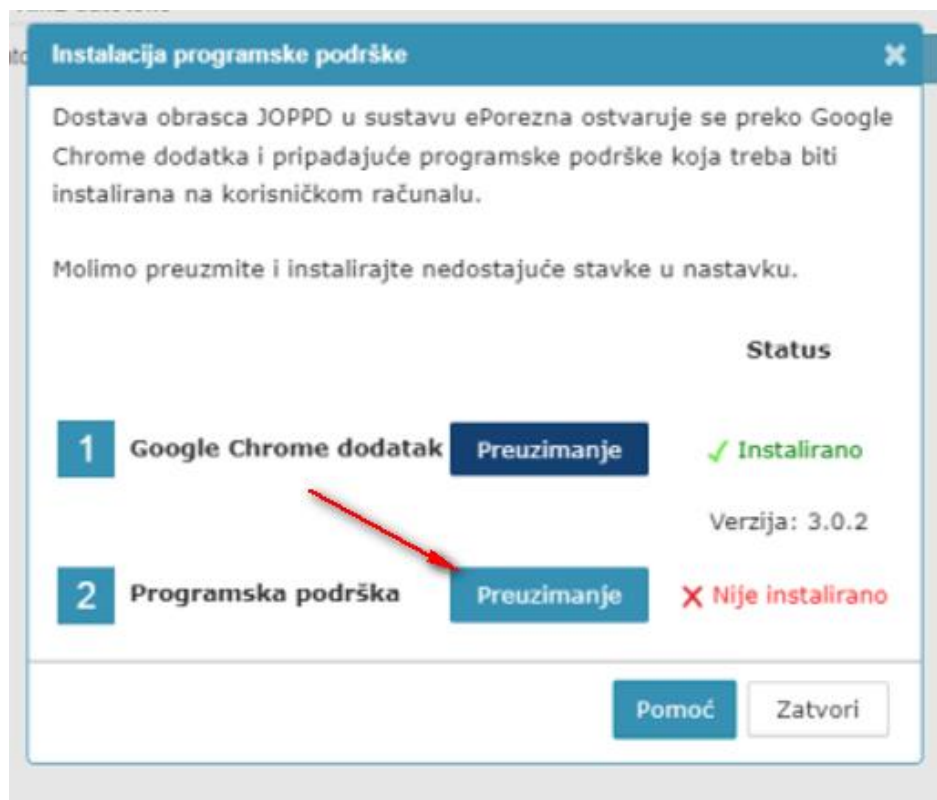 Instalacija programske podrške
Dostava obrasca JOPPD u sustavu ePorezna ostvaruje se preko Google
Chrome dodatka i pripadajuće programske podrške koja treba biti
instalirana na korisničkom računalu.
Molimo preuzmite i instalirajte nedostajuće stavke u nastavku.
Status
1 Google Chrome dodatak Preuzimanje ✓ Instalirano
Verzija: 3.0.2
2 Programska podrška Preuzimanje ✗ Nije instalirano
Pomoć Zatvori